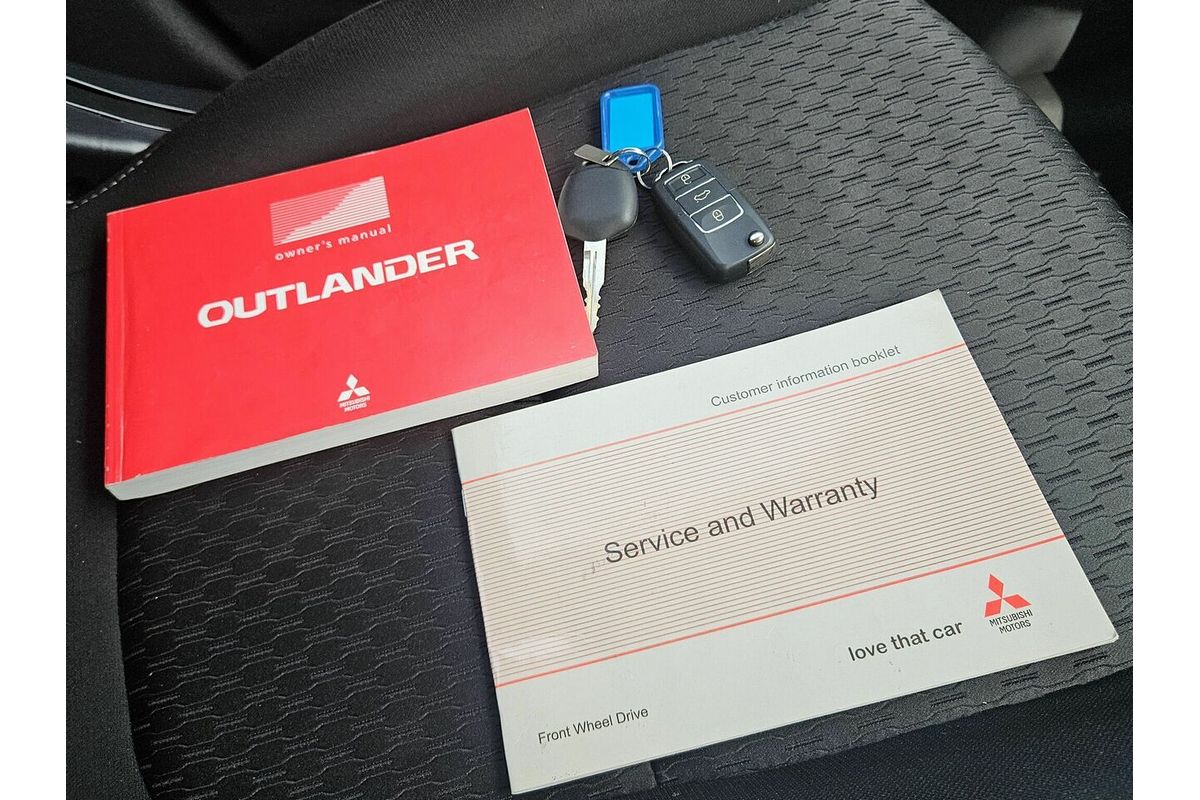 owner's manual
OUTLANDER
MITSUBISHI
MOTORS
Customer information booklet
Service and Warranty
love that car
MITSUBISHI
MOTORS
Front Wheel Drive